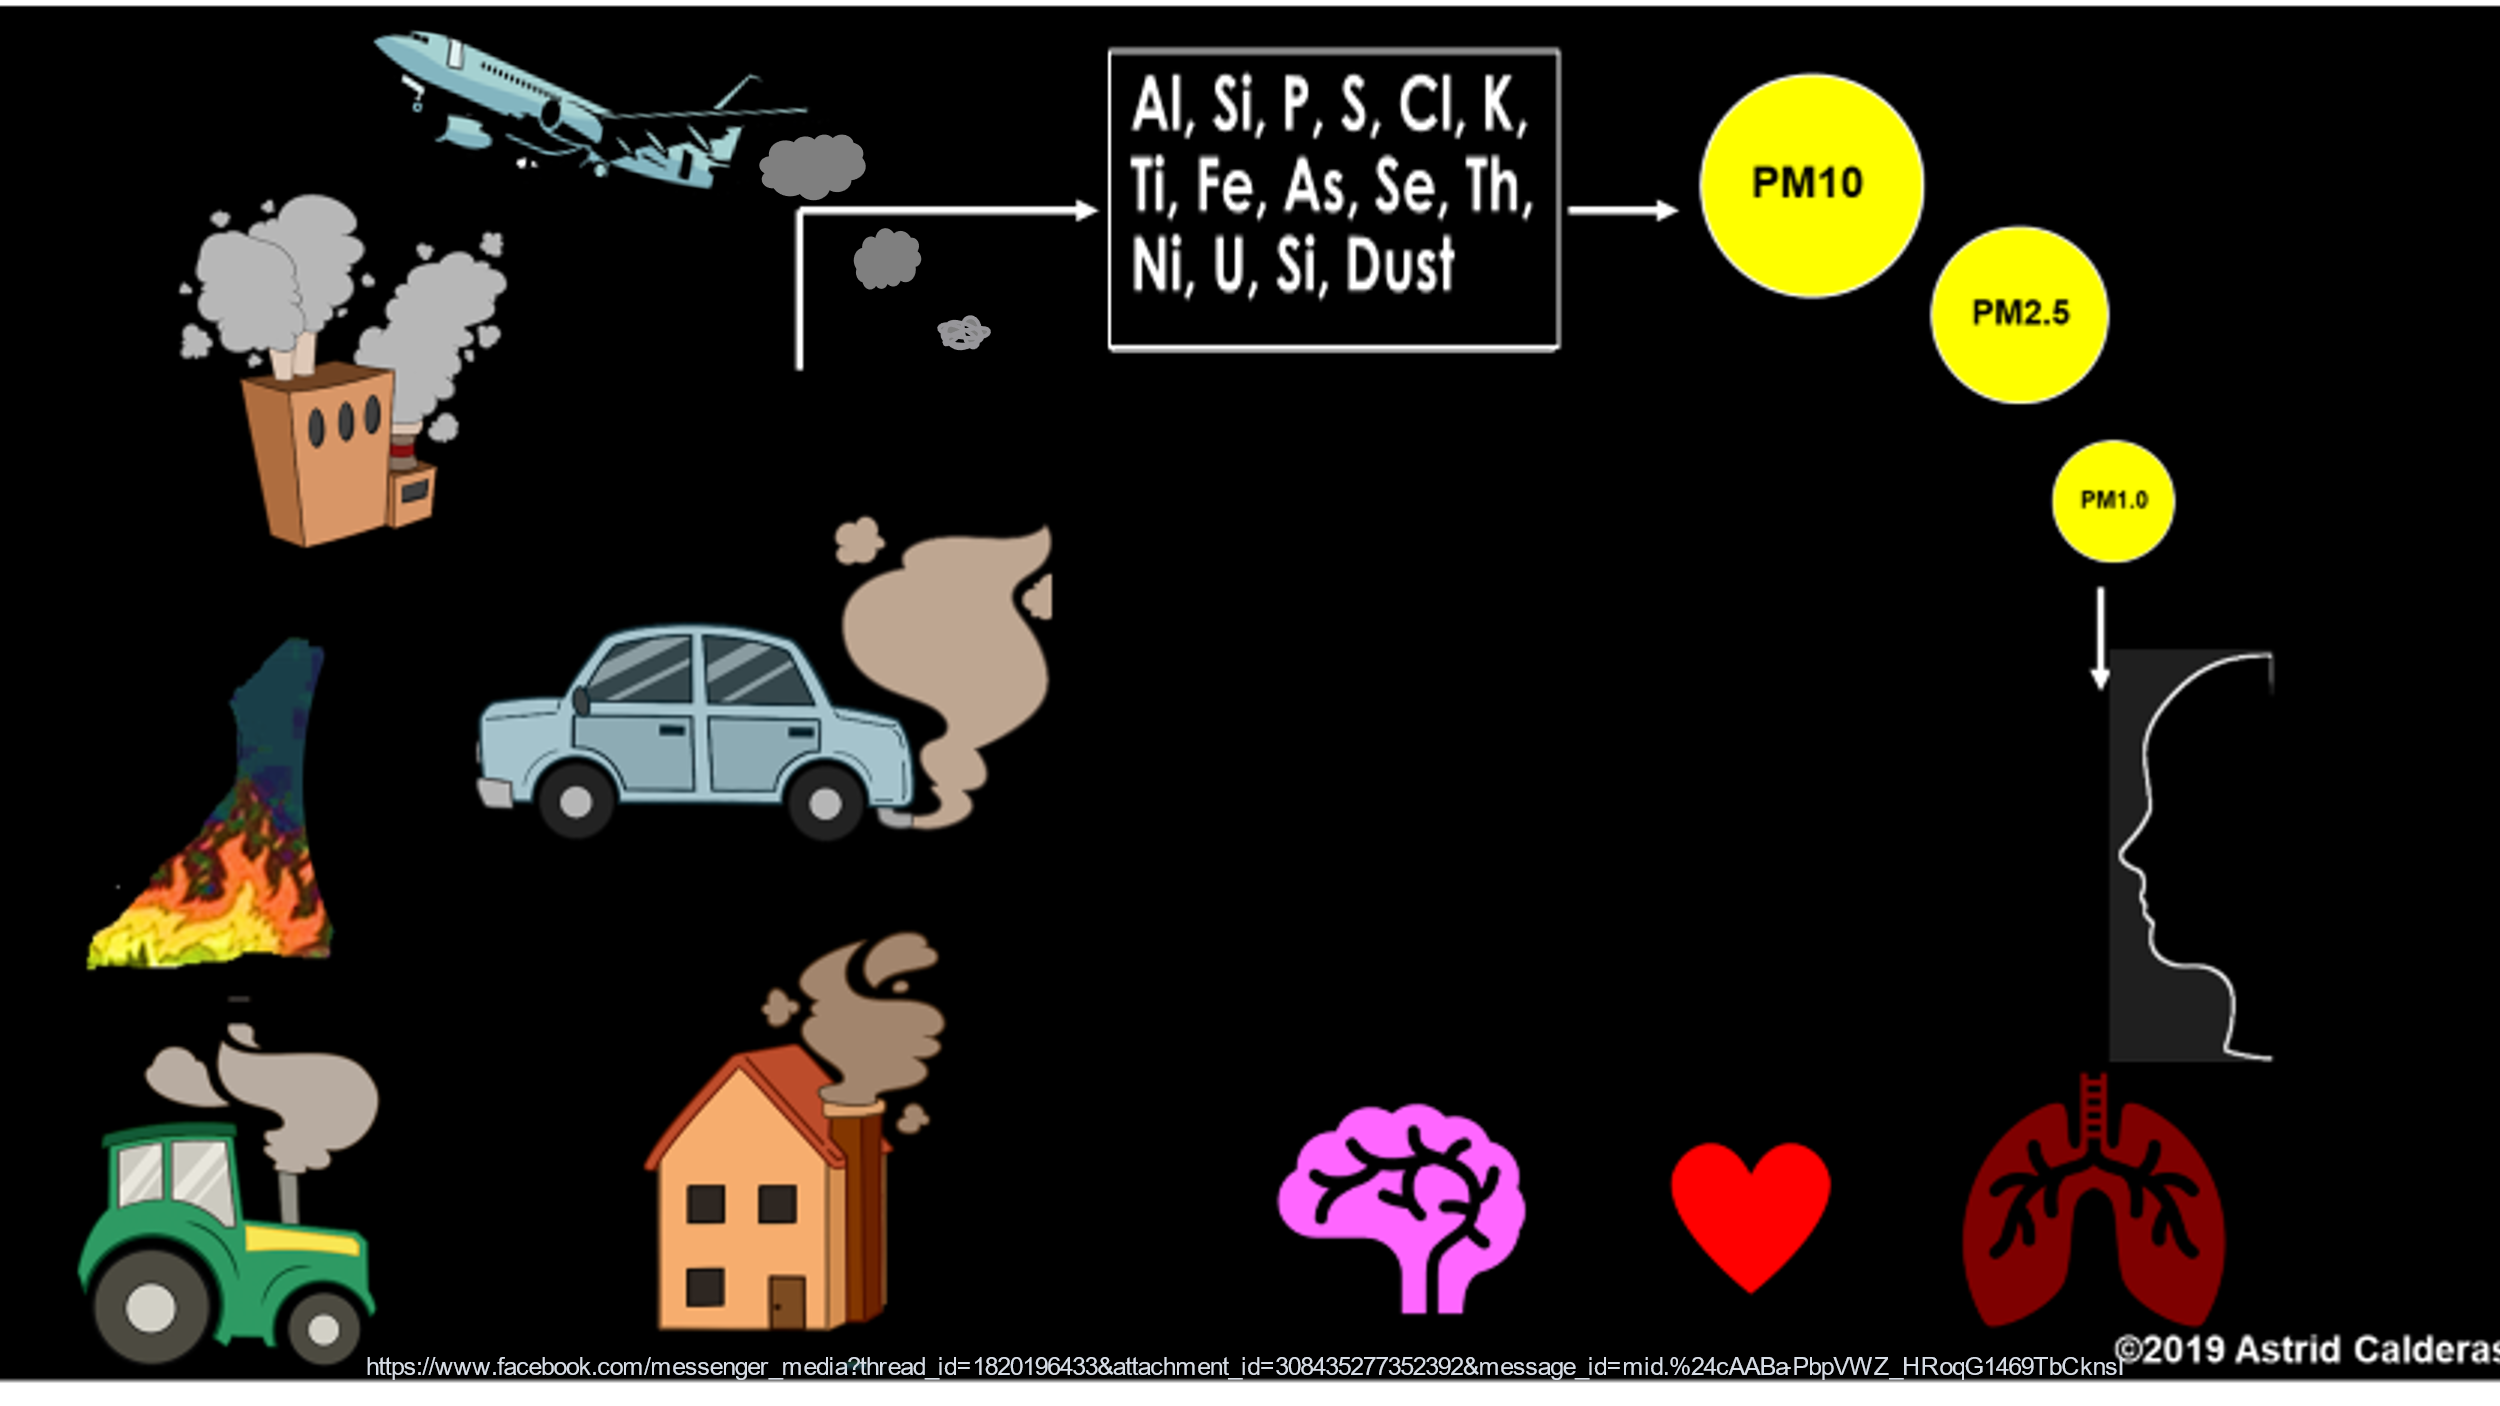 Al, Si, P, S, Cl, K,
Ti, Fe, As, Se, Th,
Ni, U, Si, Dust
PM10
PM2.5
PM1.0
©2019 Astrid Calderas
https://www.facebook.com/messenger_media?thread_id=1820196433&attachment_id=308435277352392&message_id=mid.%24cAABa-PbpVWZ_HRoqG1469TbCknsI